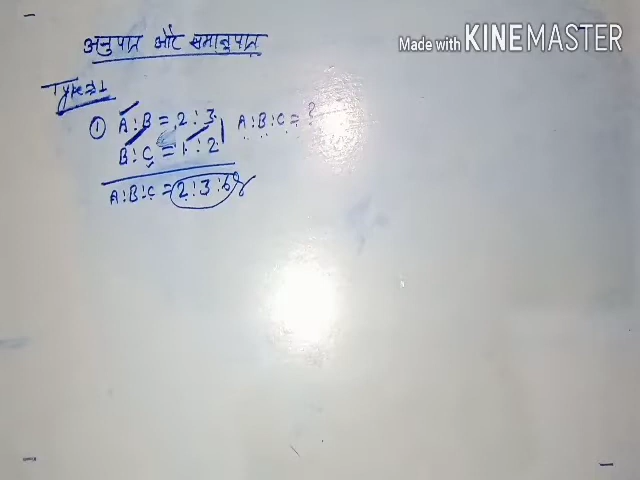 अनुपात और समानुपात
Made with KINEMASTER
Type :- 1
① A:B = 2:3, A:B:C = ?
B:C = 1:2
A:B:C = 2:3:6